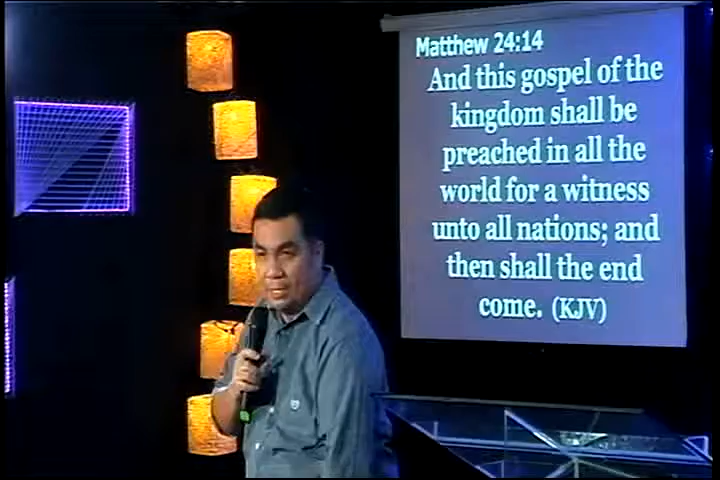 Matthew 24:14
And this gospel of the
kingdom shall be
preached in all the
world for a witness
unto all nations; and
then shall the end
come. (KJV)